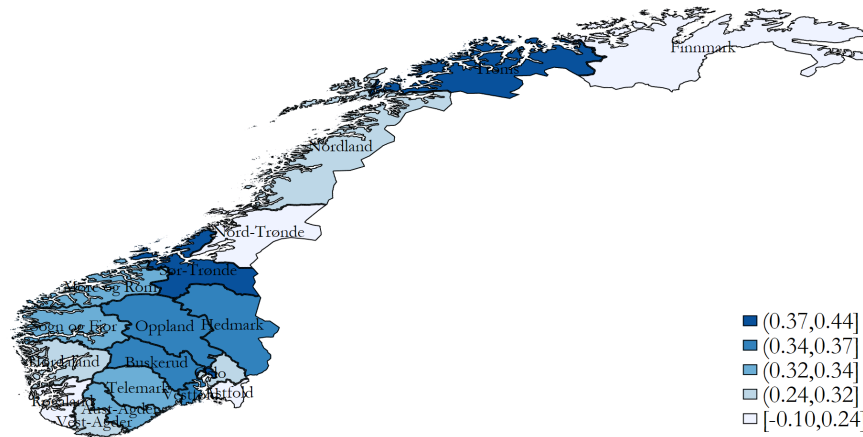 Finnmark
Troms
Nordland
Nord-Trønde
Sør-Trønde
Møre og Rom
Sogn og Fjor
Oppland
Hedmark
Hordaland
Buskerud
Oslo
Telemark
Rogaland
Vestfold
Østfold
Aust-Agder
Vest-Agder
(0.37,0.44]
(0.34,0.37]
(0.32,0.34]
(0.24,0.32]
[-0.10,0.24]